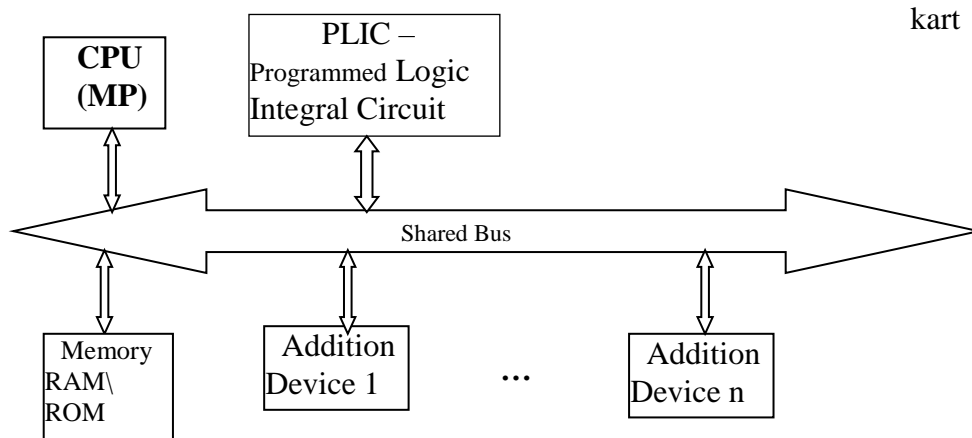 kart
CPU
(MP)
PLIC –
Programmed Logic
Integral Circuit
Shared Bus
Memory
RAM\
ROM
Addition
Device 1
...
Addition
Device n